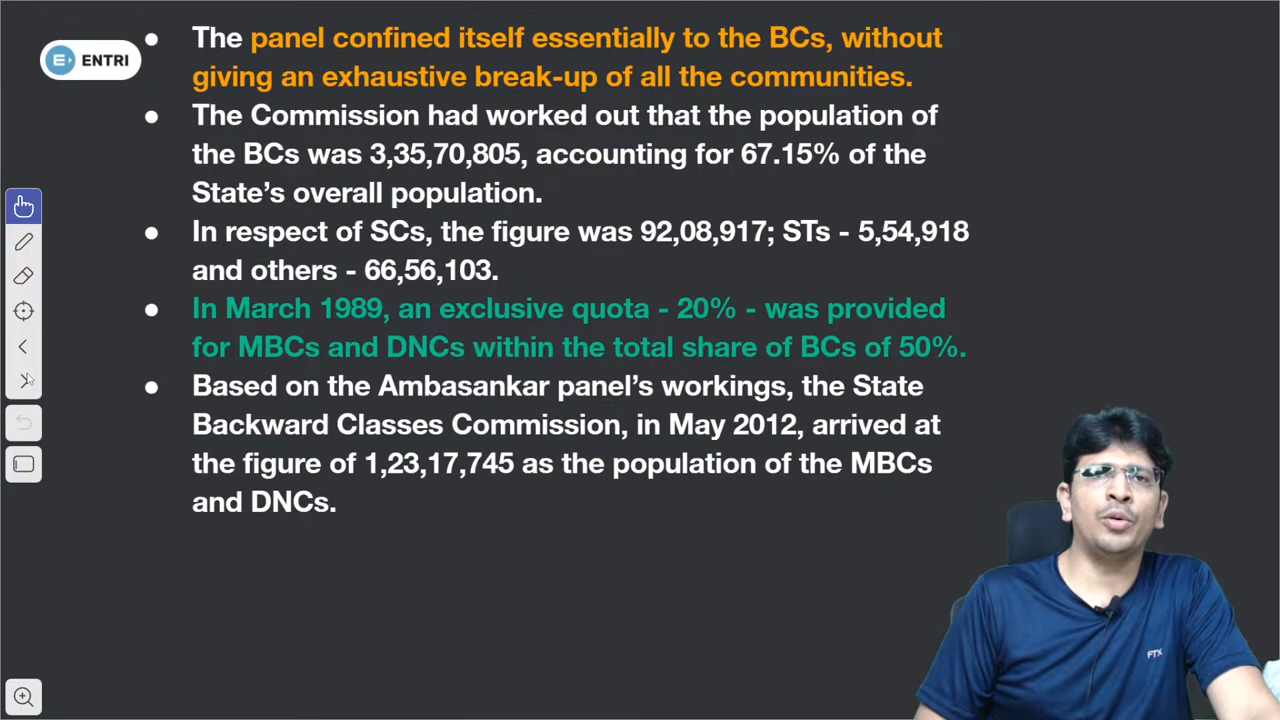 The panel confined itself essentially to the BCs, without
ENTRI
giving an exhaustive break-up of all the communities.
The Commission had worked out that the population of
the BCs was 3,35,70,805, accounting for 67.15% of the
State’s overall population.
In respect of SCs, the figure was 92,08,917; STs - 5,54,918
and others - 66,56,103.
In March 1989, an exclusive quota - 20% - was provided
for MBCs and DNCs within the total share of BCs of 50%.
Based on the Ambasankar panel’s workings, the State
Backward Classes Commission, in May 2012, arrived at
the figure of 1,23,17,745 as the population of the MBCs
and DNCs.
FTX